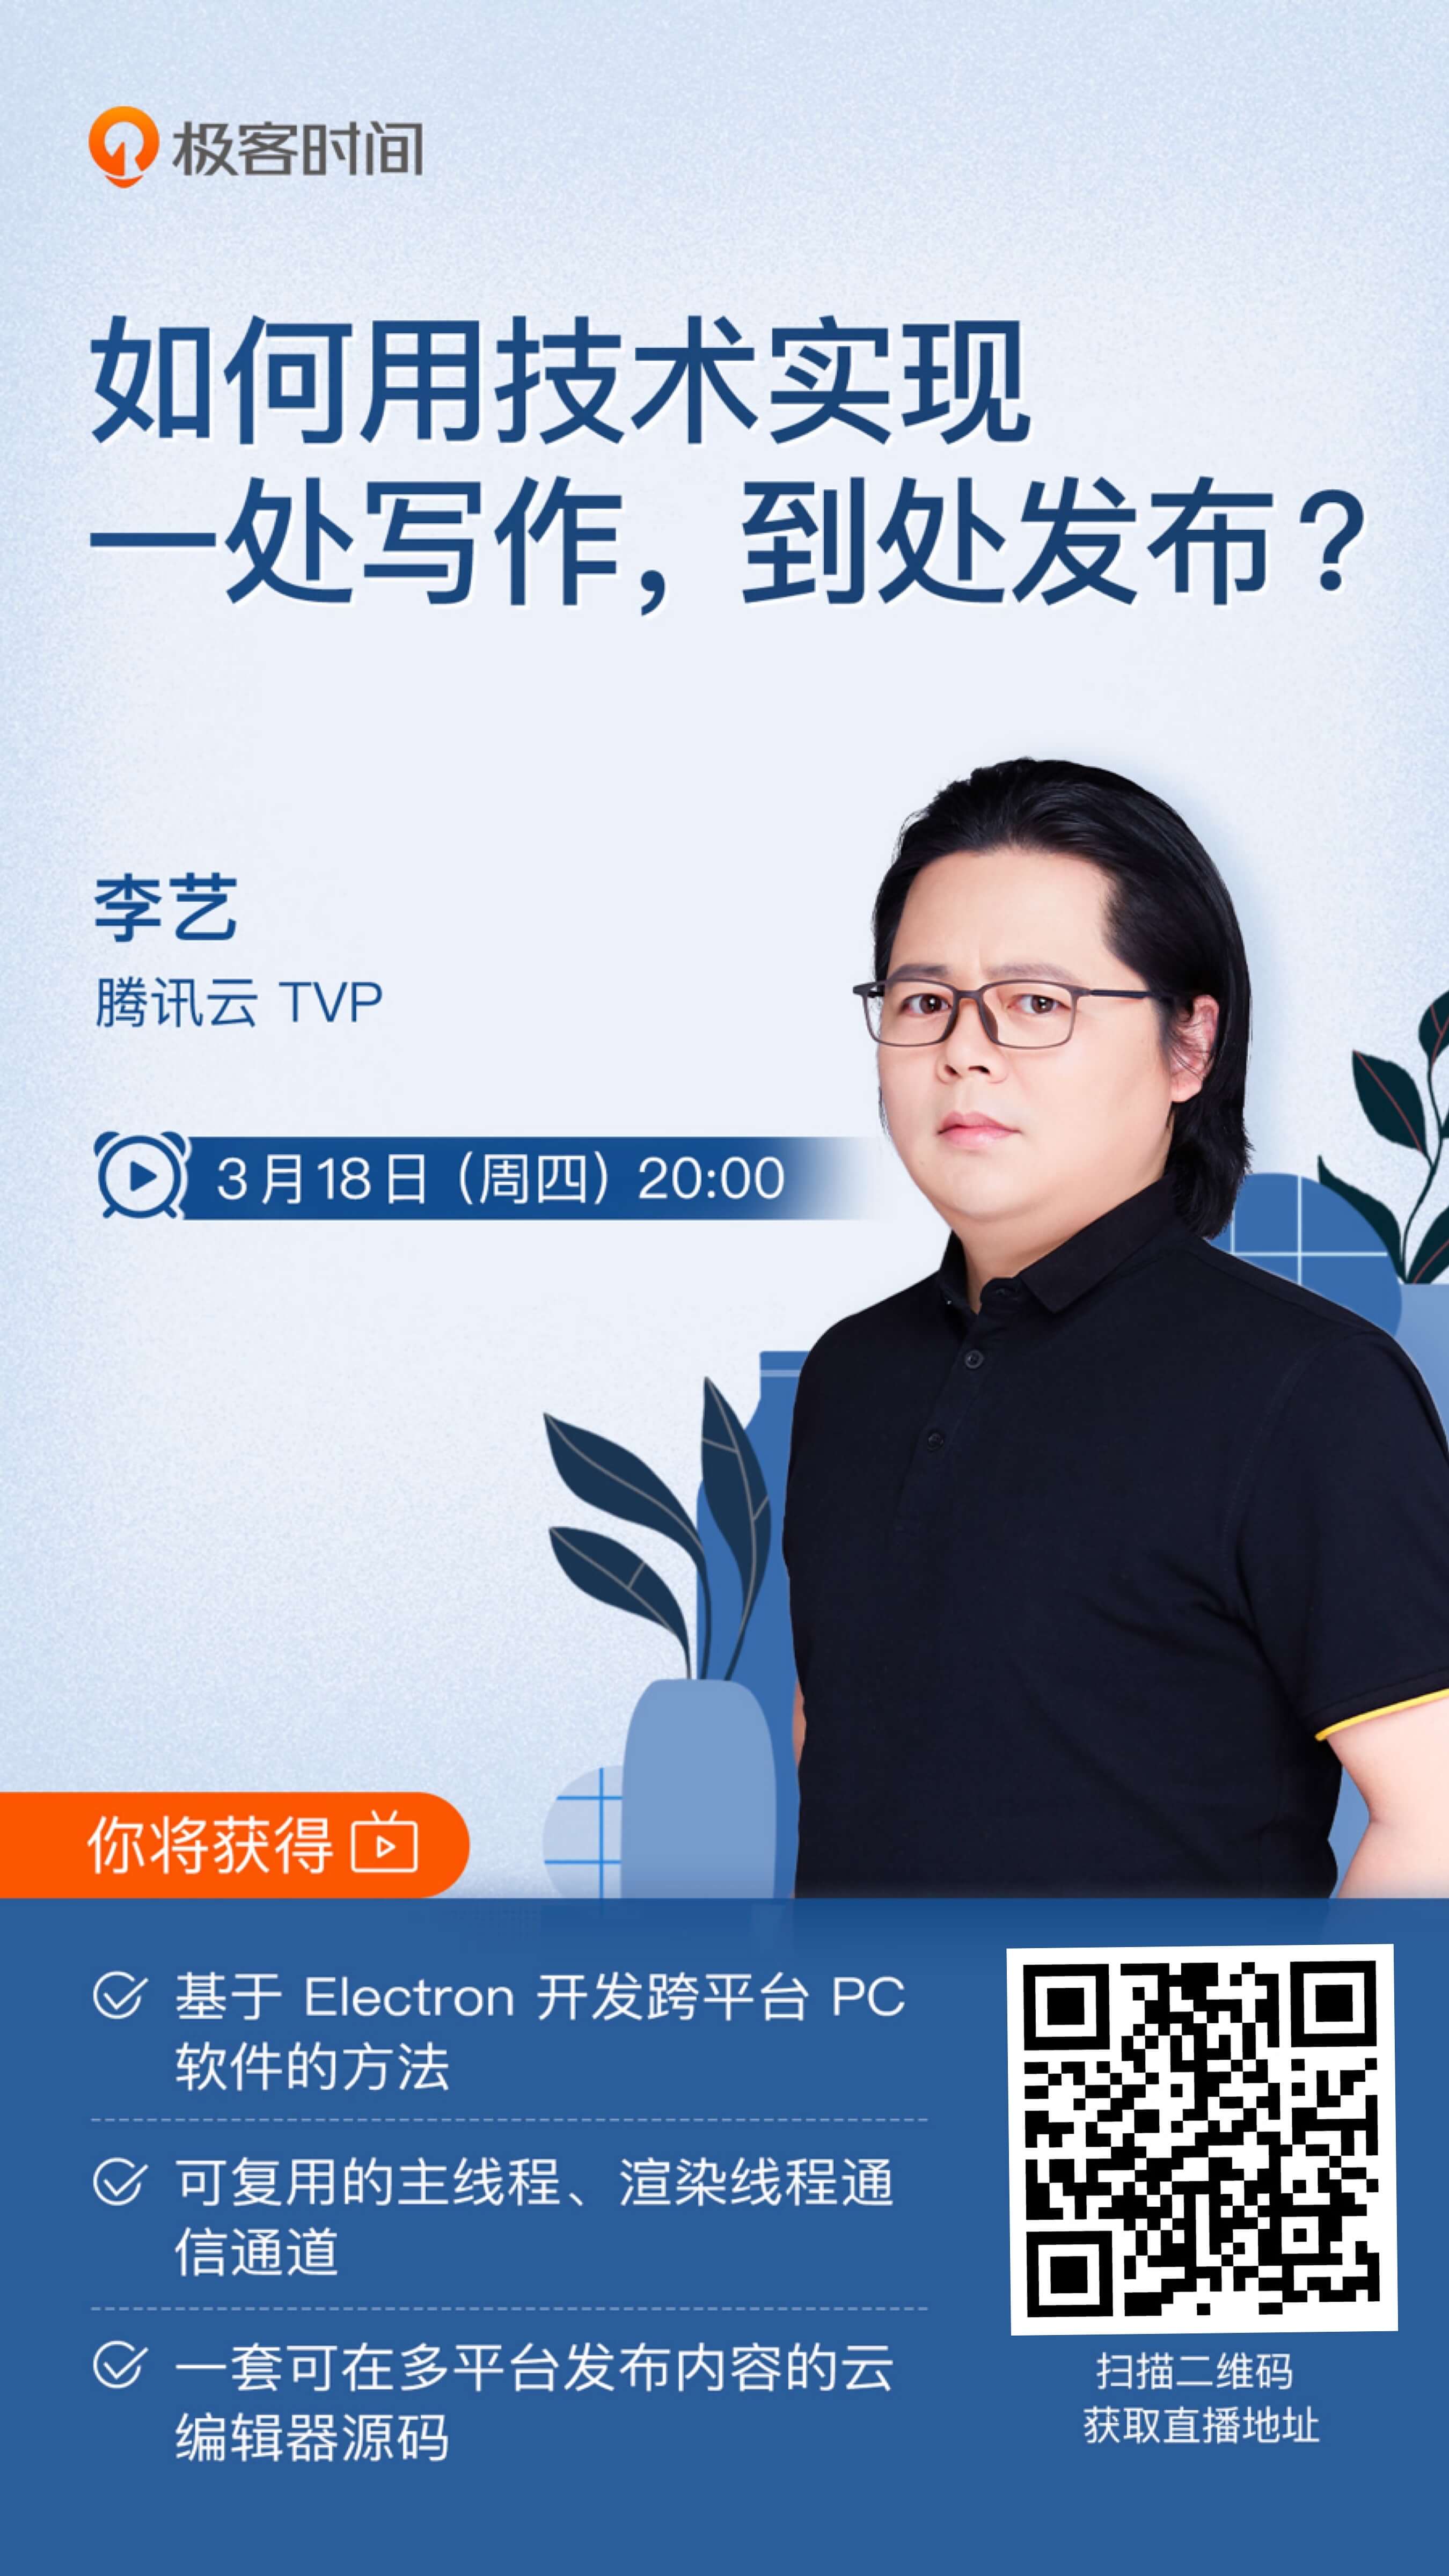 极客时间
如何用技术实现
一处写作，到处发布？
李艺
腾讯云 TVP
3月18日（周四）20:00
你将获得
基于 Electron 开发跨平台 PC
软件的方法
可复用的主线程、渲染线程通
信通道
一套可在多平台发布内容的云
编辑器源码
扫描二维码
获取直播地址